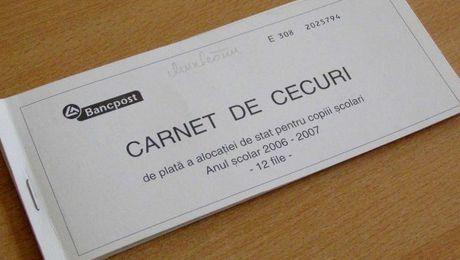 E 308 2025794
Bancpost
CARNET DE CECURI
de plată a alocației de stat pentru copiii școlari
Anul școlar 2006 - 2007
- 12 file -